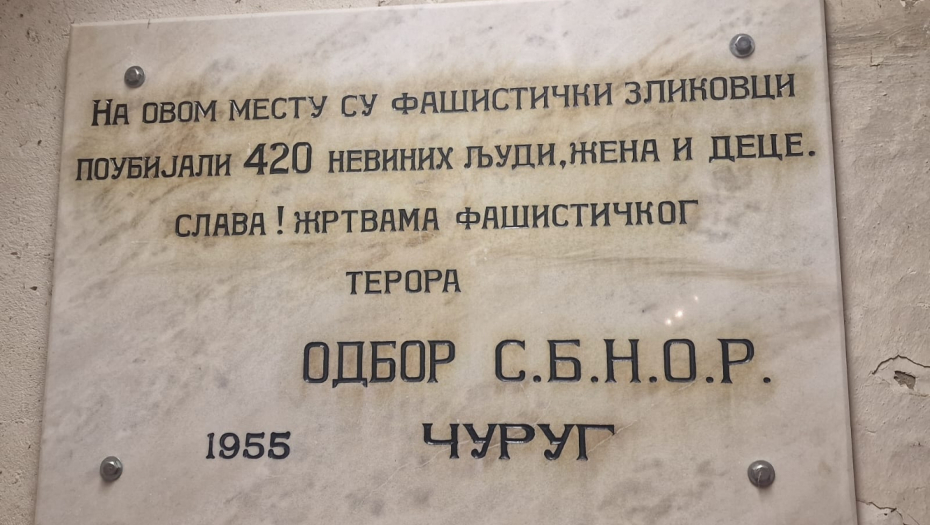 На овом месту су фашистички зликовци
поубијали 420 невиних људи, жена и деце.
слава! жртвама фашистичког
терора
ОДБОР С.Б.Н.О.Р.
1955 ЧУРУГ